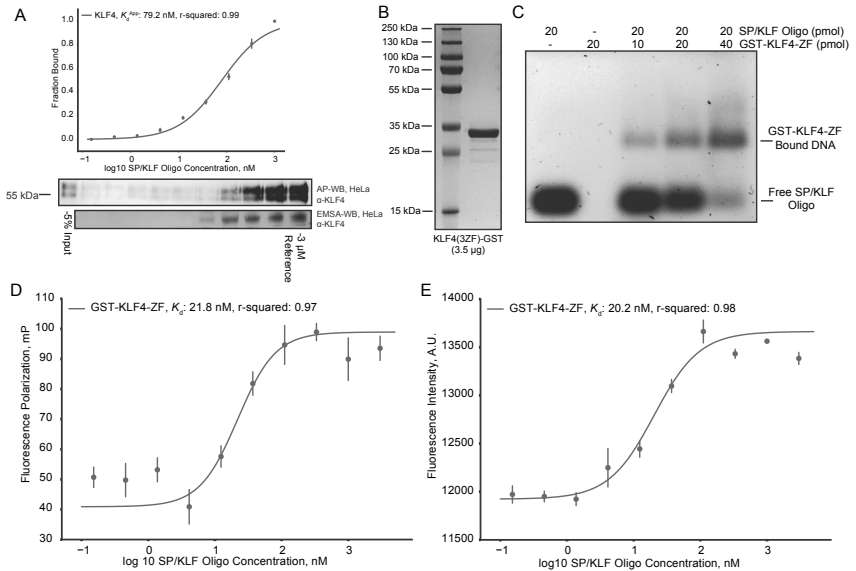 A
KLF4, KdApp: 79.2 nM, r-squared: 0.99
Fraction Bound
1.0
0.8
0.6
0.4
0.2
0.0
−1 0 1 2 3
log10 SP/KLF Oligo Concentration, nM
55 kDa
AP-WB, HeLa
α-KLF4
EMSA-WB, HeLa
α-KLF4
-5% Input
-3 µM
Reference
B
250 kDa
130 kDa
100 kDa
70 kDa
55 kDa
35 kDa
25 kDa
15 kDa
KLF4(3ZF)-GST
(3.5 µg)
C
20 - 20 20 20 SP/KLF Oligo (pmol)
- 20 10 20 40 GST-KLF4-ZF (pmol)
GST-KLF4-ZF
Bound DNA
Free SP/KLF
Oligo
D
GST-KLF4-ZF, Kd: 21.8 nM, r-squared: 0.97
Fluorescence Polarization, mP
110
100
90
80
70
60
50
40
30
−1 0 1 2 3
log 10 SP/KLF Oligo Concentration, nM
E
GST-KLF4-ZF, Kd: 20.2 nM, r-squared: 0.98
Fluorescence Intensity, A.U.
14000
13500
13000
12500
12000
11500
−1 0 1 2 3
log 10 SP/KLF Oligo Concentration, nM